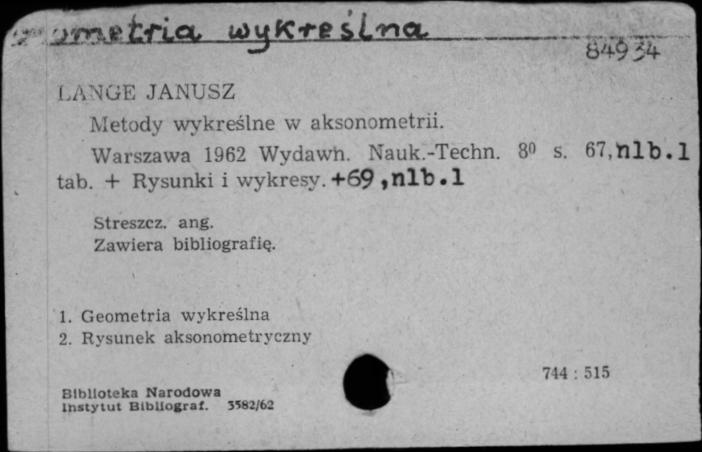 ometria wykreślna
84934
LANGE JANUSZ
Metody wykreślne w aksonometrii.
Warszawa 1962 Wydawn. Nauk.-Techn. 8⁰ s. 67, nlb. 1
tab. + Rysunki i wykresy. +69, nlb. 1
Streszcz. ang.
Zawiera bibliografię.
1. Geometria wykreślna
2. Rysunek aksonometryczny
744 : 515
Biblioteka Narodowa
Instytut Bibliograf. 3582/62